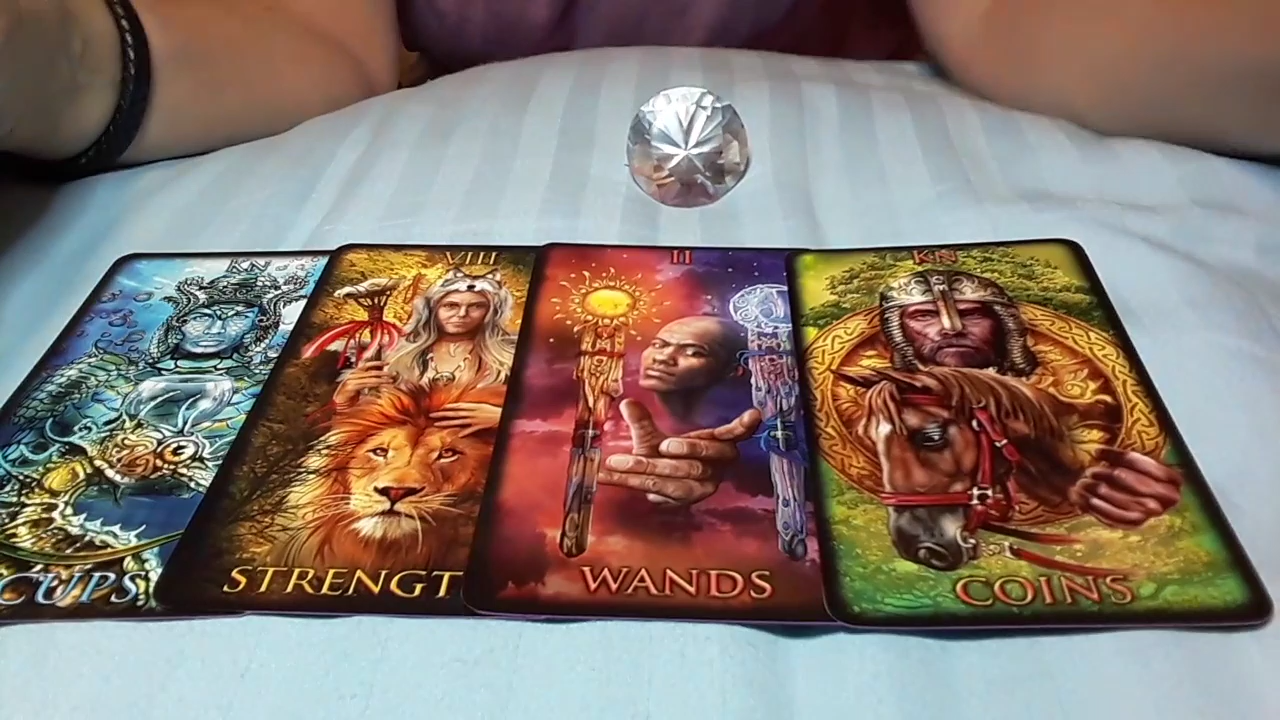 KN
CUPS
VIII
STRENGT
II
WANDS
KN
COINS